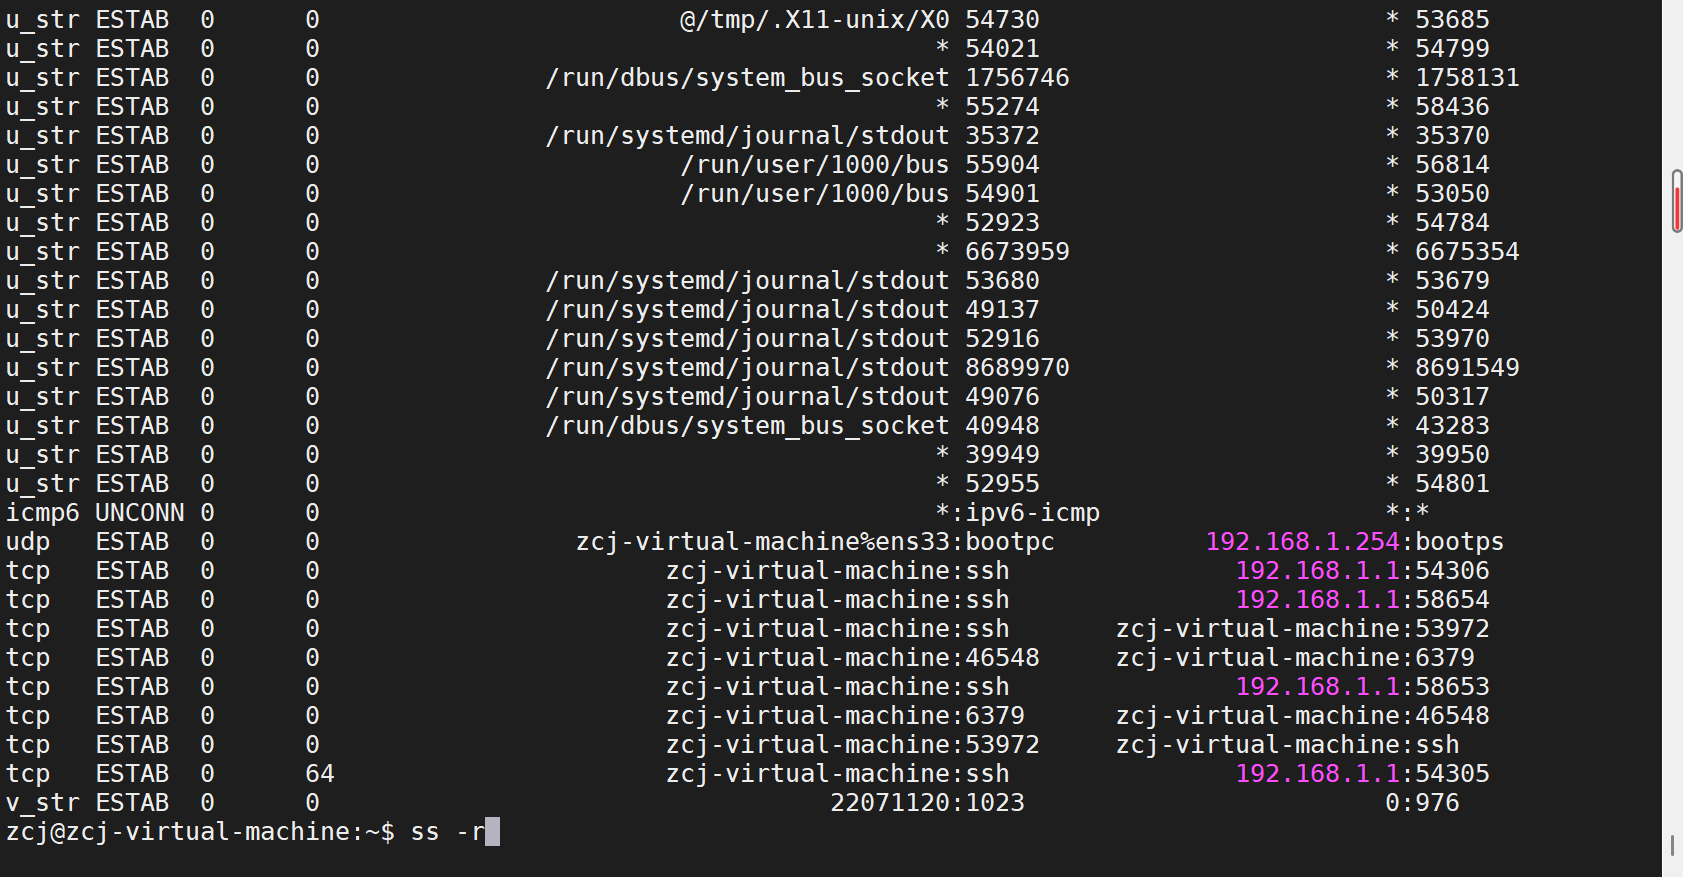 u_str ESTAB 0 0 @/tmp/.X11-unix/X0 54730 * 53685
u_str ESTAB 0 0 * 54021 * 54799
u_str ESTAB 0 0 /run/dbus/system_bus_socket 1756746 * 1758131
u_str ESTAB 0 0 * 55274 * 58436
u_str ESTAB 0 0 /run/systemd/journal/stdout 35372 * 35370
u_str ESTAB 0 0 /run/user/1000/bus 55904 * 56814
u_str ESTAB 0 0 /run/user/1000/bus 54901 * 53050
u_str ESTAB 0 0 * 52923 * 54784
u_str ESTAB 0 0 * 6673959 * 6675354
u_str ESTAB 0 0 /run/systemd/journal/stdout 53680 * 53679
u_str ESTAB 0 0 /run/systemd/journal/stdout 49137 * 50424
u_str ESTAB 0 0 /run/systemd/journal/stdout 52916 * 53970
u_str ESTAB 0 0 /run/systemd/journal/stdout 8689970 * 8691549
u_str ESTAB 0 0 /run/systemd/journal/stdout 49076 * 50317
u_str ESTAB 0 0 /run/dbus/system_bus_socket 40948 * 43283
u_str ESTAB 0 0 * 39949 * 39950
u_str ESTAB 0 0 * 52955 * 54801
icmp6 UNCONN 0 0 *:ipv6-icmp *:*
udp ESTAB 0 0 zcj-virtual-machine%ens33:bootpc 192.168.1.254:bootps
tcp ESTAB 0 0 zcj-virtual-machine:ssh 192.168.1.1:54306
tcp ESTAB 0 0 zcj-virtual-machine:ssh 192.168.1.1:58654
tcp ESTAB 0 0 zcj-virtual-machine:ssh zcj-virtual-machine:53972
tcp ESTAB 0 0 zcj-virtual-machine:46548 zcj-virtual-machine:6379
tcp ESTAB 0 0 zcj-virtual-machine:ssh 192.168.1.1:58653
tcp ESTAB 0 0 zcj-virtual-machine:6379 zcj-virtual-machine:46548
tcp ESTAB 0 0 zcj-virtual-machine:53972 zcj-virtual-machine:ssh
tcp ESTAB 0 64 zcj-virtual-machine:ssh 192.168.1.1:54305
v_str ESTAB 0 0 22071120:1023 0:976
zcj@zcj-virtual-machine:~$ ss -r